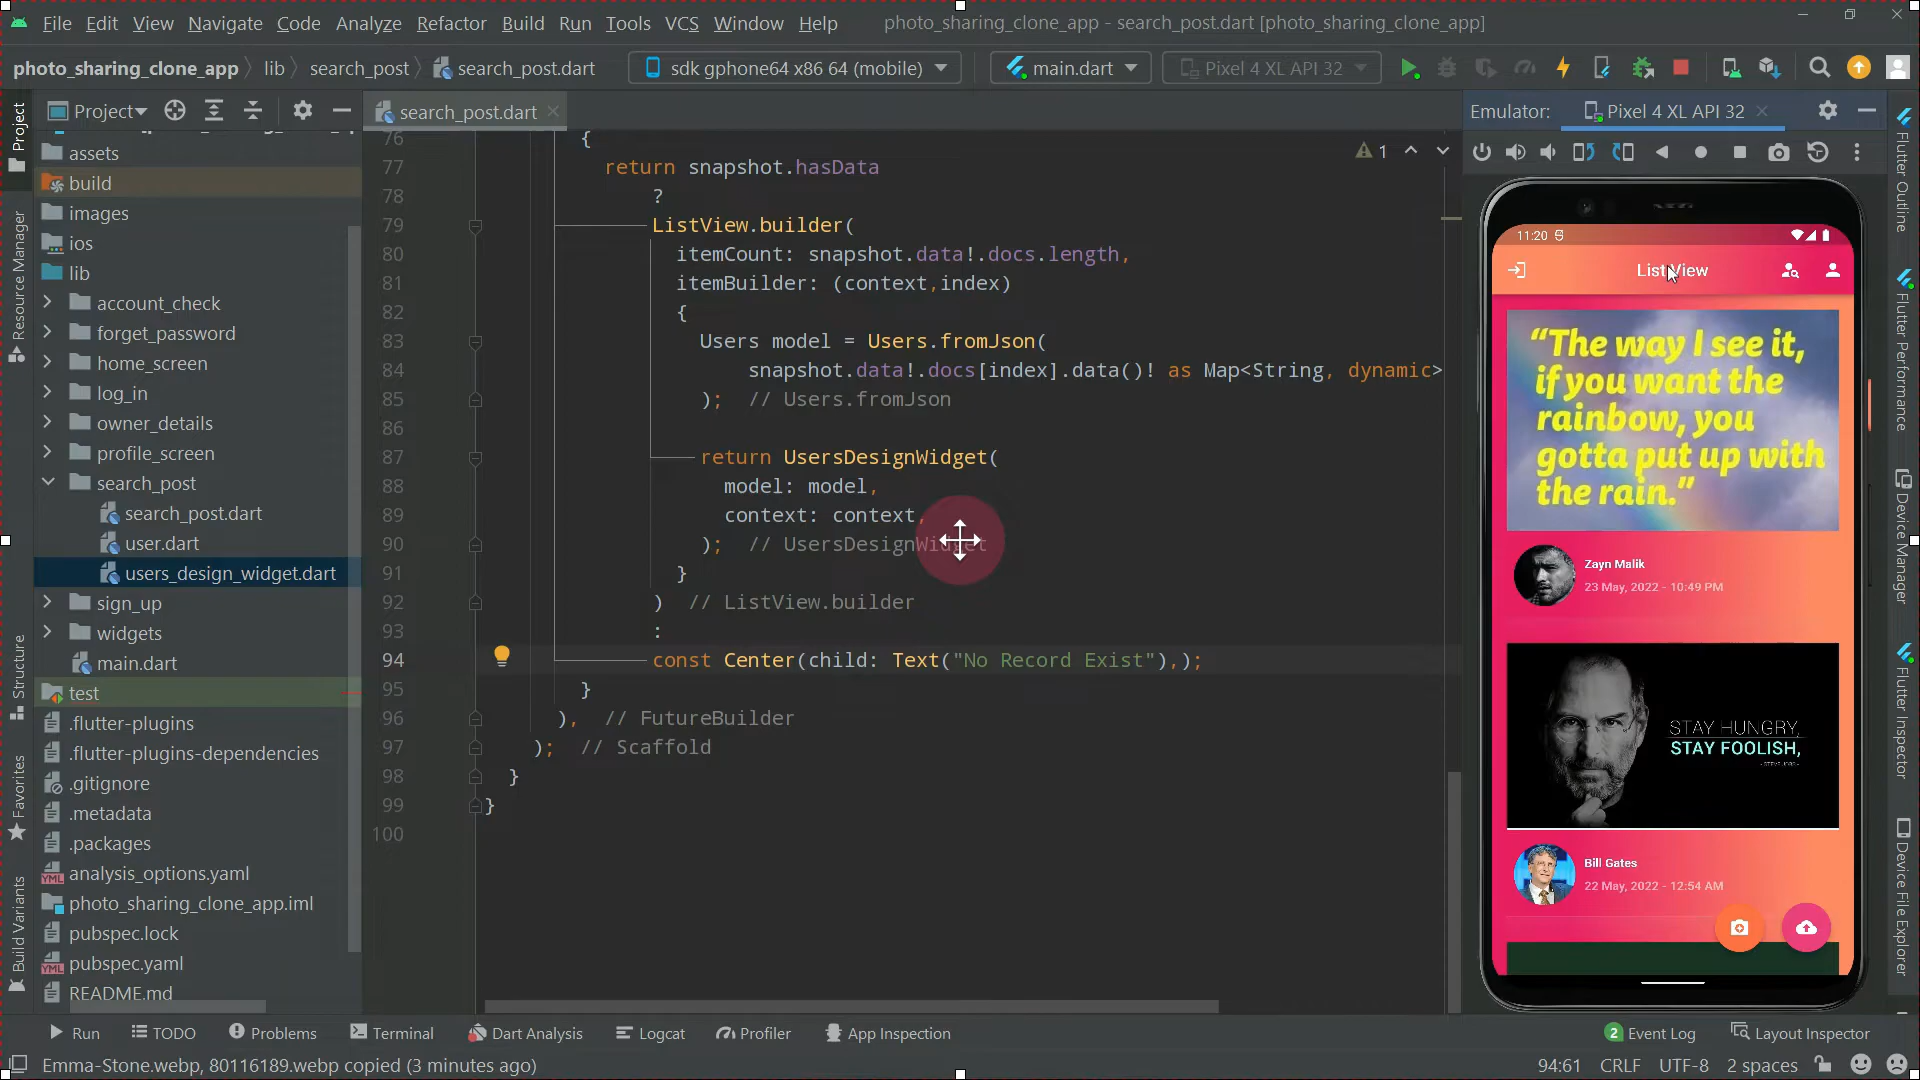 File Edit View Navigate Code Analyze Refactor Build Run Tools VCS Window Help photo_sharing_clone_app - search_post.dart [photo_sharing_clone_app]
photo_sharing_clone_app lib search_post search_post.dart sdk gphone64 x86 64 (mobile) main.dart Pixel 4 XL API 32
Project
search_post.dart
Emulator: Pixel 4 XL API 32
Project
Resource Manager
Structure
Favorites
Build Variants
assets
build
images
ios
lib
account_check
forget_password
home_screen
log_in
owner_details
profile_screen
search_post
search_post.dart
user.dart
users_design_widget.dart
sign_up
widgets
main.dart
test
.flutter-plugins
.flutter-plugins-dependencies
.gitignore
.metadata
.packages
analysis_options.yaml
photo_sharing_clone_app.iml
pubspec.lock
pubspec.yaml
README.md
1
76 {
77 return snapshot.hasData
78 ?
79 ListView.builder(
80 itemCount: snapshot.data!.docs.length,
81 itemBuilder: (context,index)
82 {
83 Users model = Users.fromJson(
84 snapshot.data!.docs[index].data()! as Map<String, dynamic>
85 ); // Users.fromJson
86
87 return UsersDesignWidget(
88 model: model,
89 context: context,
90 ); // UsersDesignWidget
91 }
92 ) // ListView.builder
93 :
94 const Center(child: Text("No Record Exist"),);
95 }
96 ), // FutureBuilder
97 ); // Scaffold
98 }
99 }
100
11:20
ListView
“The way I see it,
if you want the
rainbow, you
gotta put up with
the rain.”
Zayn Malik
23 May, 2022 - 10:49 PM
STAY HUNGRY,
STAY FOOLISH,
Bill Gates
22 May, 2022 - 12:54 AM
Flutter Outline
Flutter Performance
Device Manager
Flutter Inspector
Device File Explorer
Run TODO Problems Terminal Dart Analysis Logcat Profiler App Inspection 2 Event Log Layout Inspector
Emma-Stone.webp, 80116189.webp copied (3 minutes ago) 94:61 CRLF UTF-8 2 spaces